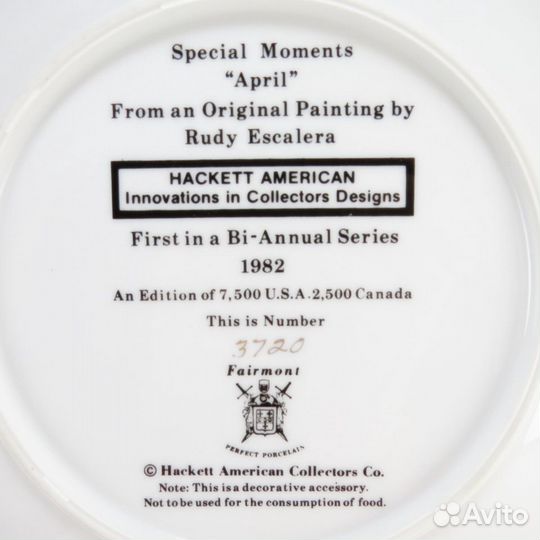 Special Moments
“April”
From an Original Painting by
Rudy Escalera
HACKETT AMERICAN
Innovations in Collectors Designs
First in a Bi-Annual Series
1982
An Edition of 7,500 U.S.A. 2,500 Canada
This is Number
3720
Fairmont
PERFECT PORCELAIN
© Hackett American Collectors Co.
Note: This is a decorative accessory.
Not to be used for the consumption of food.
Avito